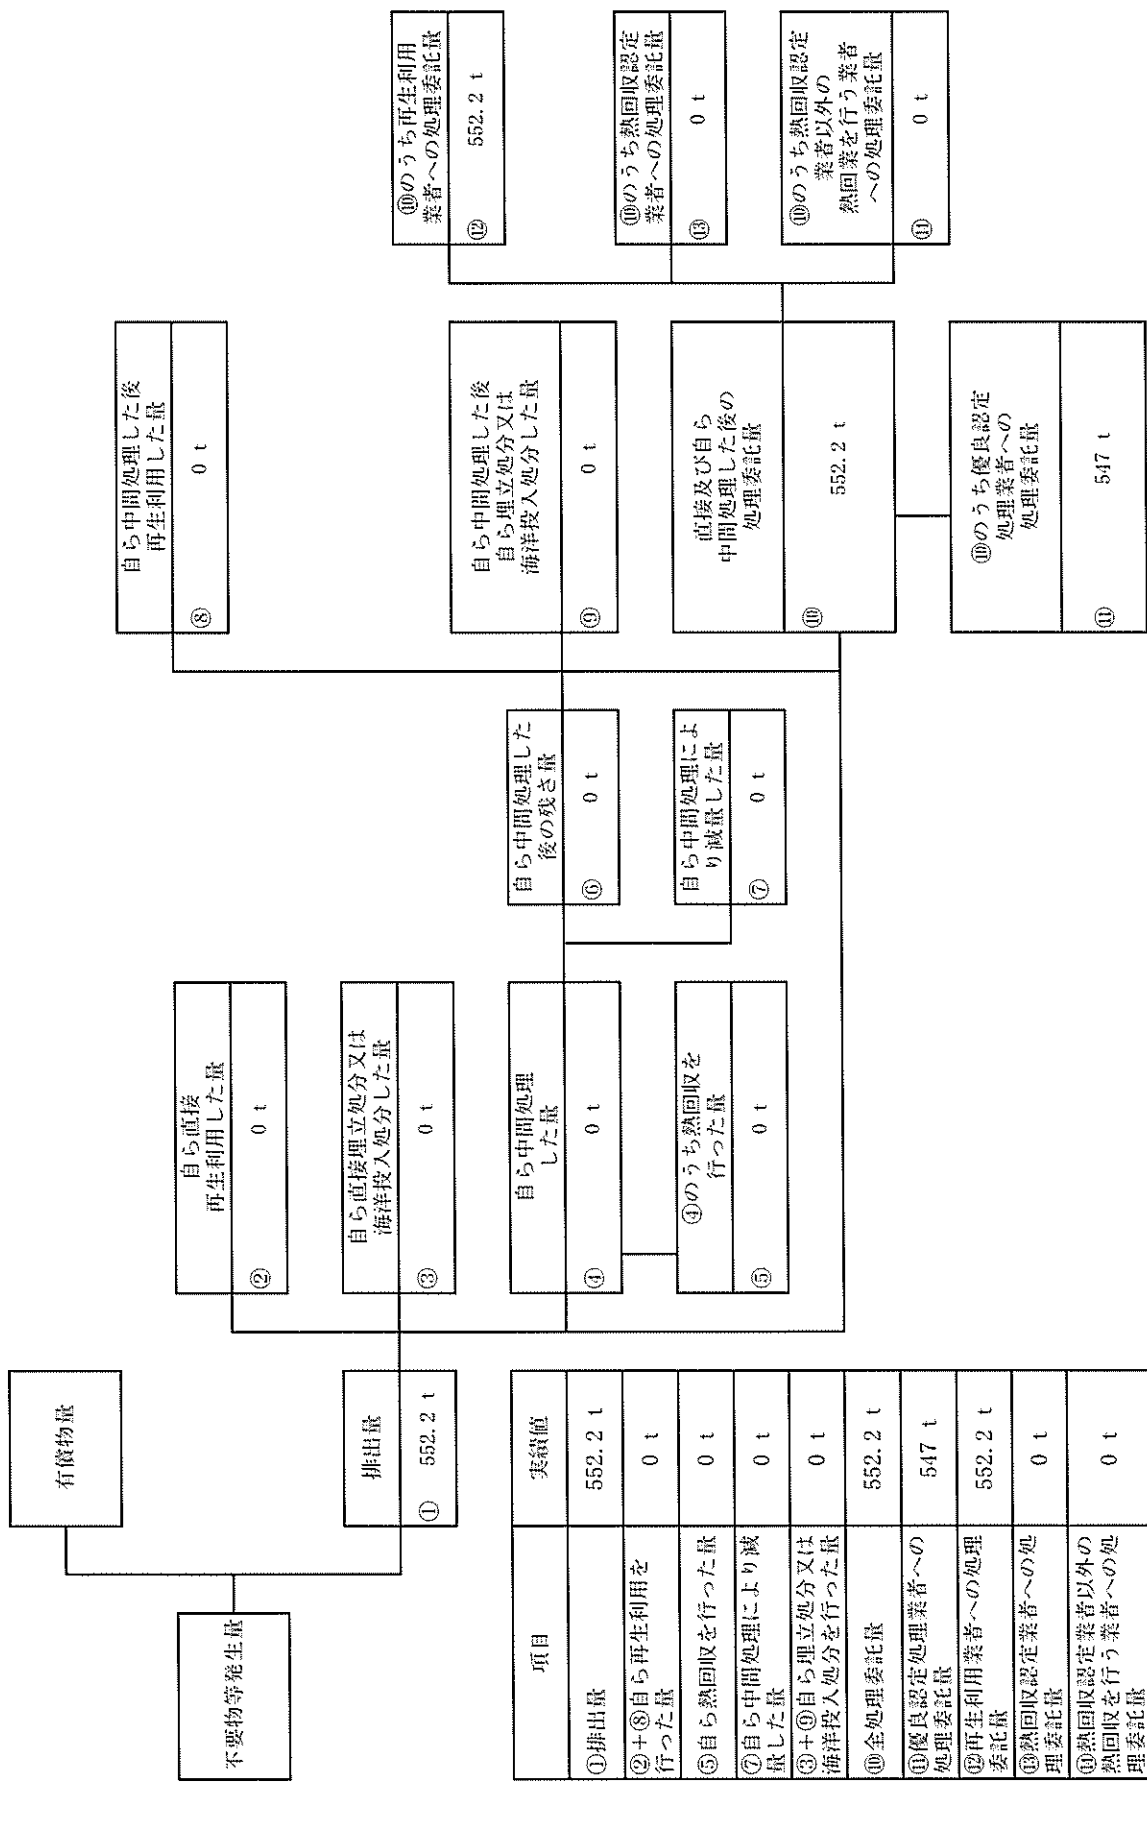 不要物等発生量
有償物量
排出量
① 552.2 t
自ら直接
再生利用した量
② 0 t
自ら直接埋立処分又は
海洋投入処分した量
③ 0 t
自ら中間処理
した量
④ 0 t
④のうち熱回収を
行った量
⑤ 0 t
自ら中間処理した
後の残さ量
⑥ 0 t
自ら中間処理によ
り減量した量
⑦ 0 t
自ら中間処理した後
再生利用した量
⑧ 0 t
自ら中間処理した後
自ら埋立処分又は
海洋投入処分した量
⑨ 0 t
直接及び自ら
中間処理した後の
処理委託量
⑩ 552.2 t
⑩のうち優良認定
処理業者への
処理委託量
⑪ 547 t
⑩のうち再生利用
業者への処理委託量
⑫ 552.2 t
⑩のうち熱回収認定
業者への処理委託量
⑬ 0 t
⑩のうち熱回収認定
業者以外の
熱回業を行う業者
への処理委託量
⑭ 0 t
項目 実績値
①排出量 552.2 t
②+⑧自ら再生利用を
行った量 0 t
⑤自ら熱回収を行った量 0 t
⑦自ら中間処理により減
量した量 0 t
③+⑨自ら埋立処分又は
海洋投入処分を行った量 0 t
⑩全処理委託量 552.2 t
⑪優良認定処理業者への
処理委託量 547 t
⑫再生利用業者への処理
委託量 552.2 t
⑬熱回収認定業者への処
理委託量 0 t
⑭熱回収認定業者以外の
熱回収を行う業者への処
理委託量 0 t